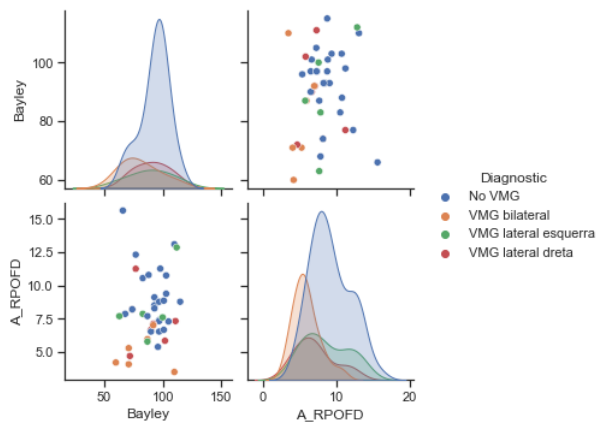 Bayley
100
80
60
Diagnostic
No VMG
VMG bilateral
VMG lateral esquerra
VMG lateral dreta
A_RPOFD
15.0
12.5
10.0
7.5
5.0
50 100 150
Bayley
0 10 20
A_RPOFD